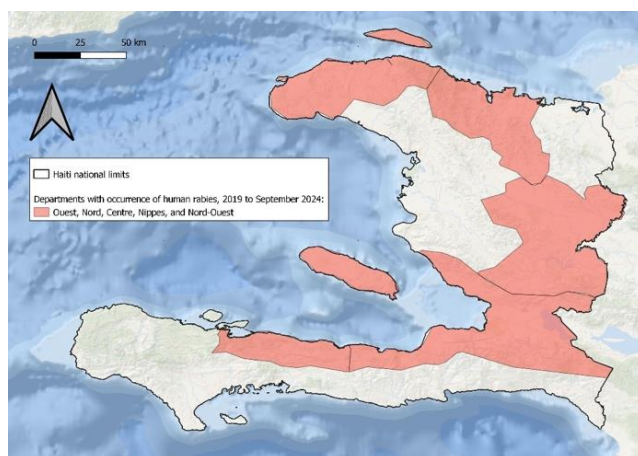 0 25 50 km
Haiti national limits
Departments with occurrence of human rabies, 2019 to September 2024:
Ouest, Nord, Centre, Nippes, and Nord-Ouest